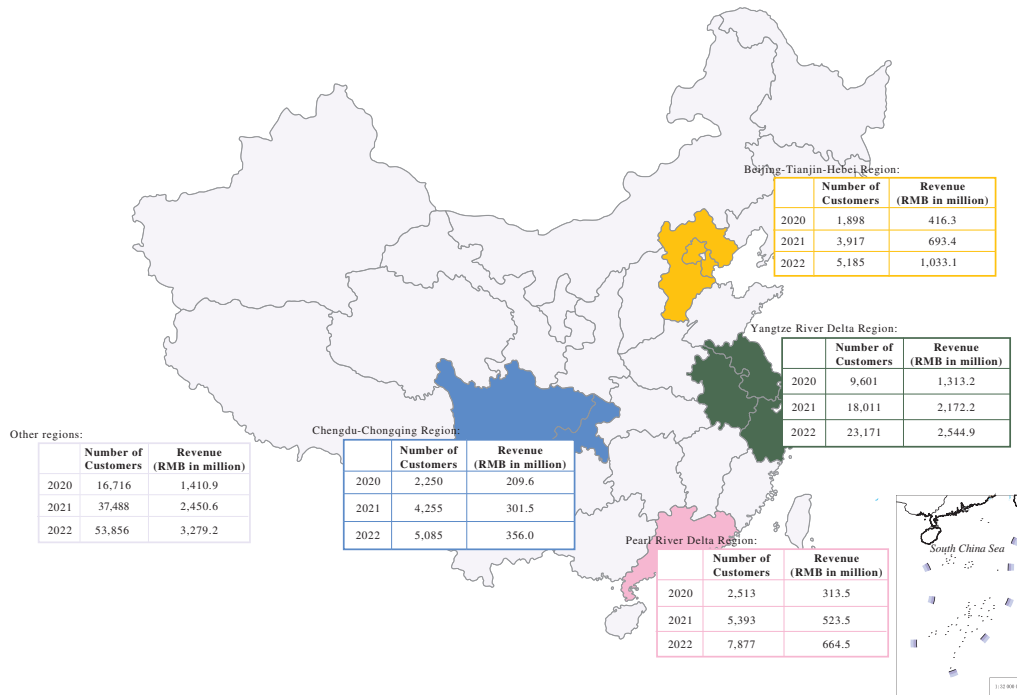 Beijing-Tianjin-Hebei Region:
Number of Customers Revenue (RMB in million)
2020 1,898 416.3
2021 3,917 693.4
2022 5,185 1,033.1
Yangtze River Delta Region:
Number of Customers Revenue (RMB in million)
2020 9,601 1,313.2
2021 18,011 2,172.2
2022 23,171 2,544.9
Other regions:
Number of Customers Revenue (RMB in million)
2020 16,716 1,410.9
2021 37,488 2,450.6
2022 53,856 3,279.2
Chengdu-Chongqing Region:
Number of Customers Revenue (RMB in million)
2020 2,250 209.6
2021 4,255 301.5
2022 5,085 356.0
Pearl River Delta Region:
Number of Customers Revenue (RMB in million)
2020 2,513 313.5
2021 5,393 523.5
2022 7,877 664.5
South China Sea